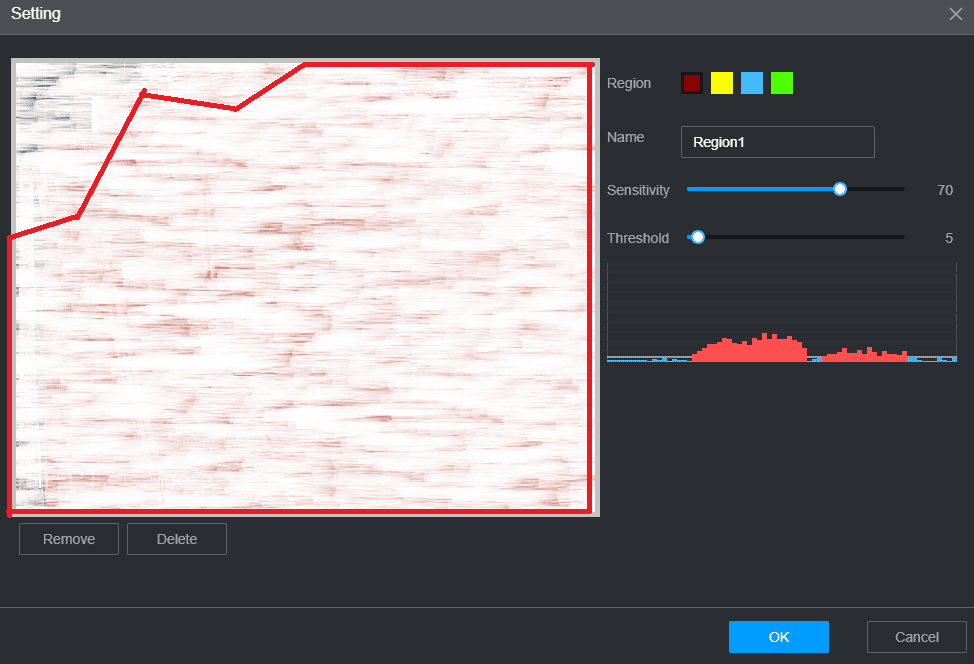 Setting
Region
Name
Region1
Sensitivity
70
Threshold
5
Remove
Delete
OK
Cancel